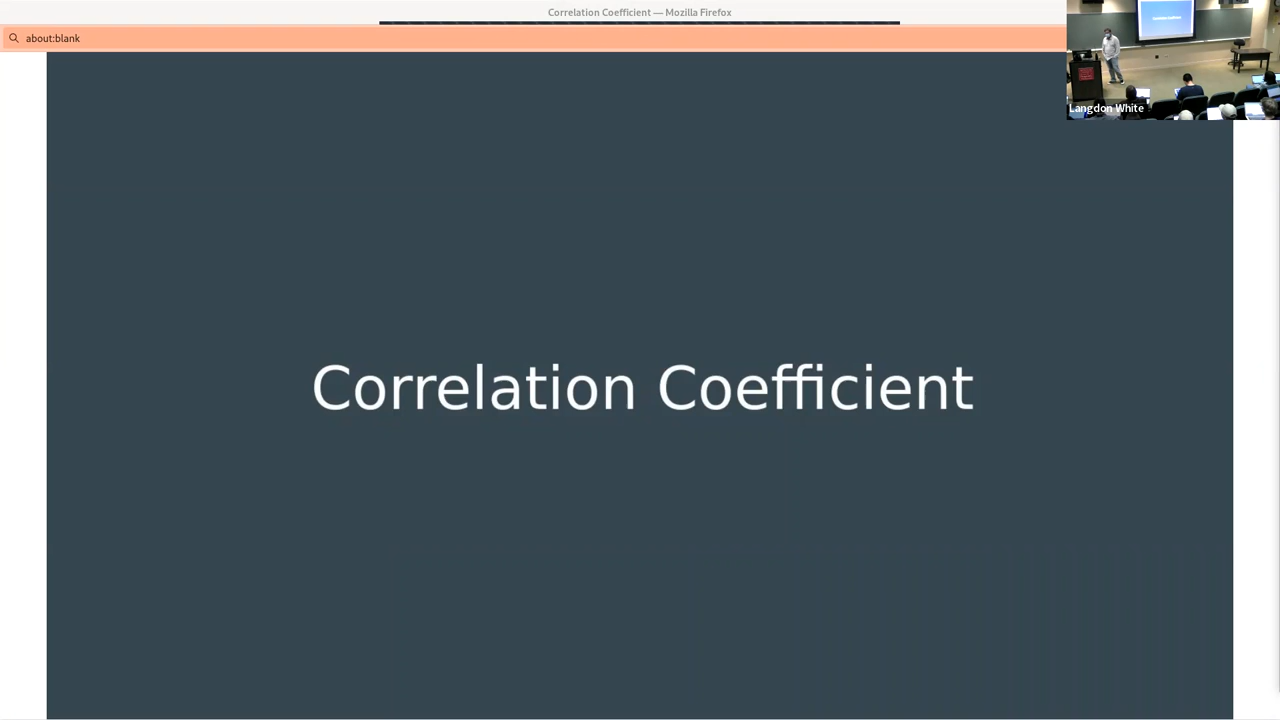 Correlation Coefficient — Mozilla Firefox
about:blank
Langdon White
Correlation Coefficient